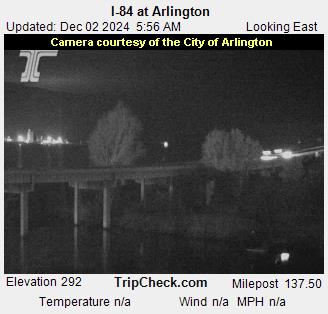 I-84 at Arlington
Updated: Dec 02 2024 5:56 AM Looking East
Camera courtesy of the City of Arlington
Elevation 292 TripCheck.com Milepost 137.50
Temperature n/a Wind n/a MPH n/a